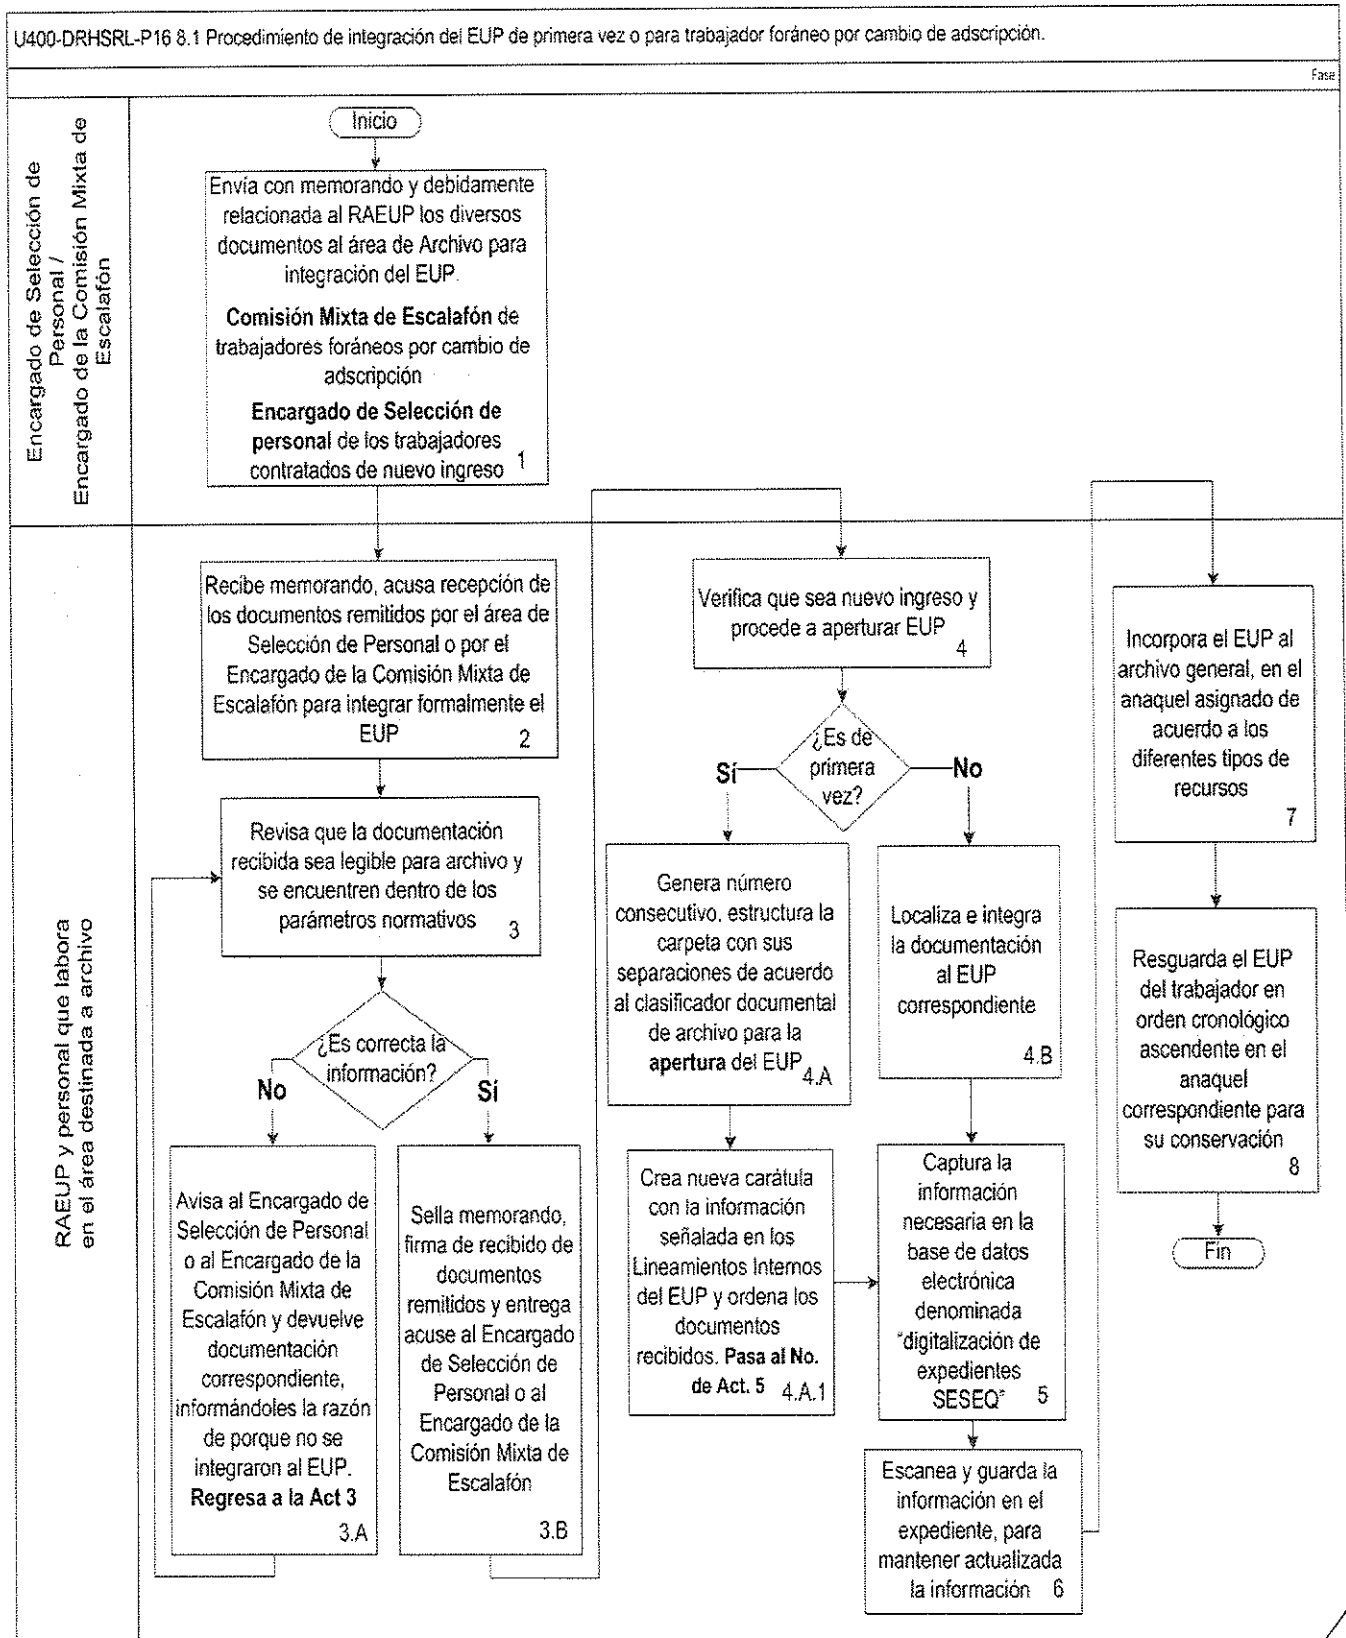 U400-DRHSRL-P16 8.1 Procedimiento de integración del EUP de primera vez o para trabajador foráneo por cambio de adscripción.
Fase
Encargado de Selección de
Personal /
Encargado de la Comisión Mixta de
Escalafón
Inicio
Envía con memorando y debidamente
relacionada al RAEUP los diversos
documentos al área de Archivo para
integración del EUP.
Comisión Mixta de Escalafón de
trabajadores foráneos por cambio de
adscripción
Encargado de Selección de
personal de los trabajadores
contratados de nuevo ingreso 1
RAEUP y personal que labora
en el área destinada a archivo
Recibe memorando, acusa recepción de
los documentos remitidos por el área de
Selección de Personal o por el
Encargado de la Comisión Mixta de
Escalafón para integrar formalmente el
EUP 2
Revisa que la documentación
recibida sea legible para archivo y
se encuentren dentro de los
parámetros normativos 3
¿Es correcta la
información?
No
Sí
Avisa al Encargado de
Selección de Personal
o al Encargado de la
Comisión Mixta de
Escalafón y devuelve
documentación
correspondiente,
informándoles la razón
de porque no se
integraron al EUP.
Regresa a la Act 3
3.A
Sella memorando,
firma de recibido de
documentos
remitidos y entrega
acuse al Encargado
de Selección de
Personal o al
Encargado de la
Comisión Mixta de
Escalafón
3.B
Verifica que sea nuevo ingreso y
procede a aperturar EUP 4
¿Es de
primera
vez?
Sí
No
Genera número
consecutivo, estructura la
carpeta con sus
separaciones de acuerdo
al clasificador documental
de archivo para la
apertura del EUP 4.A
Crea nueva carátula
con la información
señalada en los
Lineamientos Internos
del EUP y ordena los
documentos
recibidos. Pasa al No.
de Act. 5 4.A.1
Localiza e integra
la documentación
al EUP
correspondiente
4.B
Captura la
información
necesaria en la
base de datos
electrónica
denominada
"digitalización de
expedientes
SESEQ" 5
Escanea y guarda la
información en el
expediente, para
mantener actualizada
la información 6
Incorpora el EUP al
archivo general, en el
anaquel asignado de
acuerdo a los
diferentes tipos de
recursos
7
Resguarda el EUP
del trabajador en
orden cronológico
ascendente en el
anaquel
correspondiente para
su conservación
8
Fin